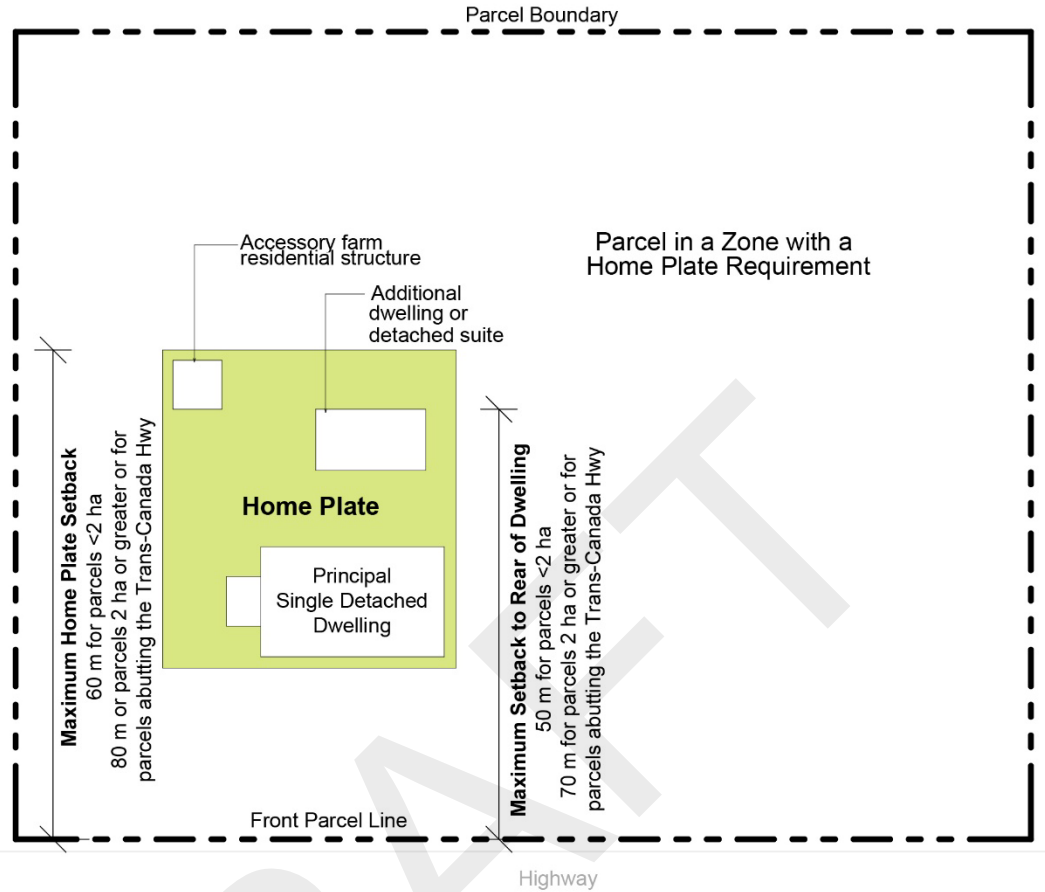 Parcel Boundary
Accessory farm
residential structure
Parcel in a Zone with a
Home Plate Requirement
Additional
dwelling or
detached suite
Maximum Home Plate Setback
60 m for parcels <2 ha
80 m or parcels 2 ha or greater or for
parcels abutting the Trans-Canada Hwy
Home Plate
Principal
Single Detached
Dwelling
Maximum Setback to Rear of Dwelling
50 m for parcels <2 ha
70 m for parcels 2 ha or greater or for
parcels abutting the Trans-Canada Hwy
Front Parcel Line
Highway
DRAFT